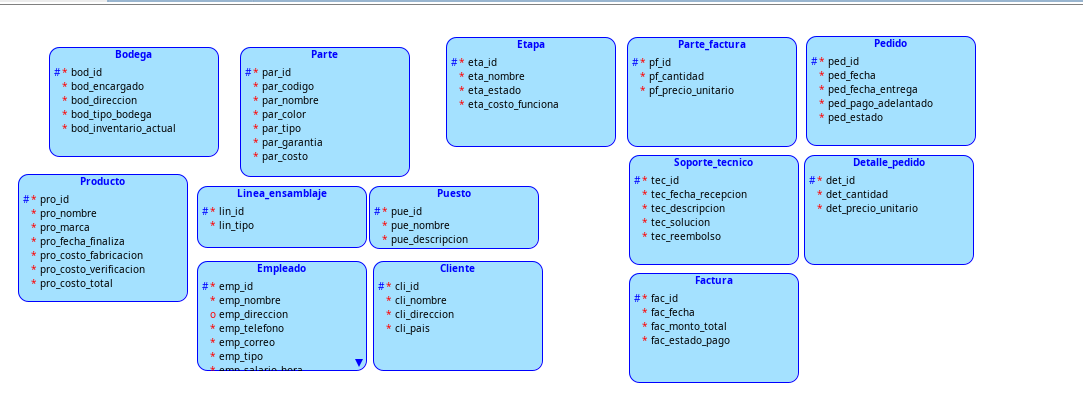 Bodega
#* bod_id
* bod_encargado
* bod_direccion
* bod_tipo_bodega
* bod_inventario_actual
Parte
#* par_id
* par_codigo
* par_nombre
* par_color
* par_tipo
* par_garantia
* par_costo
Etapa
#* eta_id
* eta_nombre
* eta_estado
* eta_costo_funciona
Parte_factura
#* pf_id
* pf_cantidad
* pf_precio_unitario
Pedido
#* ped_id
* ped_fecha
* ped_fecha_entrega
* ped_pago_adelantado
* ped_estado
Producto
#* pro_id
* pro_nombre
* pro_marca
* pro_fecha_finaliza
* pro_costo_fabricacion
* pro_costo_verificacion
* pro_costo_total
Linea_ensamblaje
#* lin_id
* lin_tipo
Puesto
#* pue_id
* pue_nombre
* pue_descripcion
Soporte_tecnico
#* tec_id
* tec_fecha_recepcion
* tec_descripcion
* tec_solucion
* tec_reembolso
Detalle_pedido
#* det_id
* det_cantidad
* det_precio_unitario
Empleado
#* emp_id
* emp_nombre
o emp_direccion
* emp_telefono
* emp_correo
* emp_tipo
* emp_salario_hora
Cliente
#* cli_id
* cli_nombre
* cli_direccion
* cli_pais
Factura
#* fac_id
* fac_fecha
* fac_monto_total
* fac_estado_pago